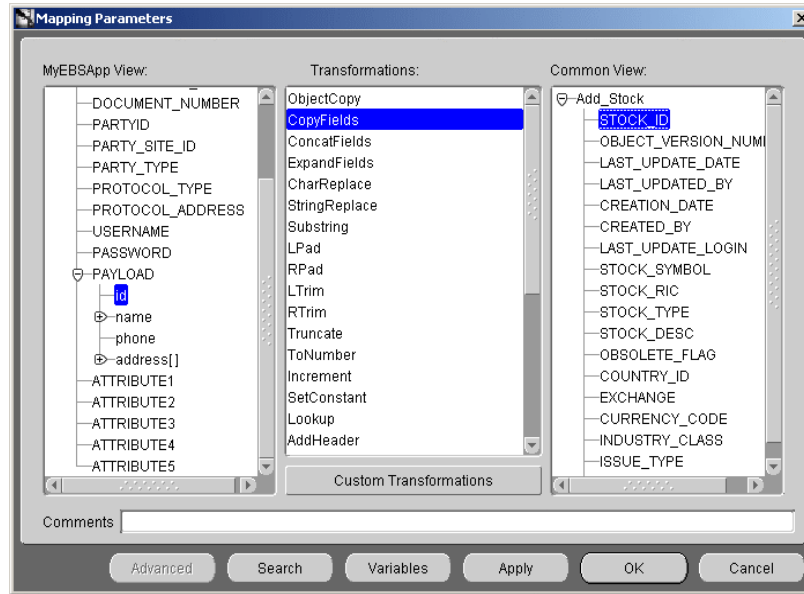 Mapping Parameters
MyEBSApp View:
DOCUMENT_NUMBER
PARTYID
PARTY_SITE_ID
PARTY_TYPE
PROTOCOL_TYPE
PROTOCOL_ADDRESS
USERNAME
PASSWORD
PAYLOAD
id
name
phone
address[]
ATTRIBUTE1
ATTRIBUTE2
ATTRIBUTE3
ATTRIBUTE4
ATTRIBUTE5
Transformations:
ObjectCopy
CopyFields
ConcatFields
ExpandFields
CharReplace
StringReplace
Substring
LPad
RPad
LTrim
RTrim
Truncate
ToNumber
Increment
SetConstant
Lookup
AddHeader
Custom Transformations
Common View:
Add_Stock
STOCK_ID
OBJECT_VERSION_NUMI
LAST_UPDATE_DATE
LAST_UPDATED_BY
CREATION_DATE
CREATED_BY
LAST_UPDATE_LOGIN
STOCK_SYMBOL
STOCK_RIC
STOCK_TYPE
STOCK_DESC
OBSOLETE_FLAG
COUNTRY_ID
EXCHANGE
CURRENCY_CODE
INDUSTRY_CLASS
ISSUE_TYPE
Comments
Advanced Search Variables Apply OK Cancel